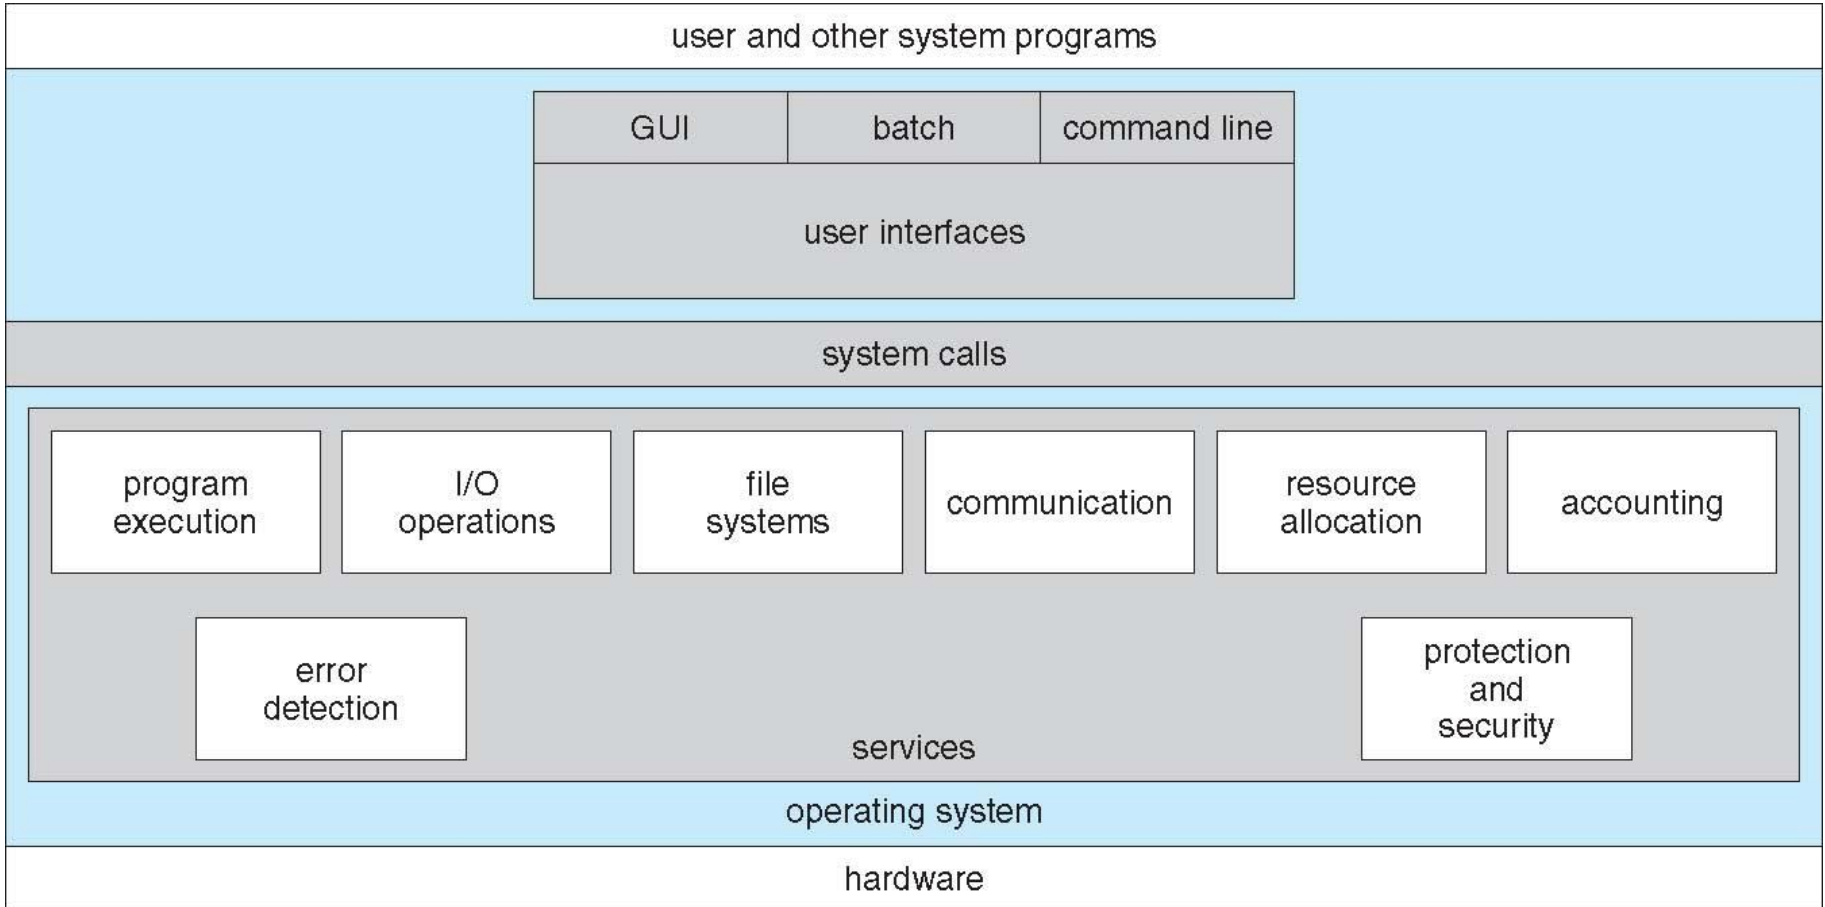 user and other system programs
GUI
batch
command line
user interfaces
system calls
program
execution
I/O
operations
file
systems
communication
resource
allocation
accounting
error
detection
protection
and
security
services
operating system
hardware